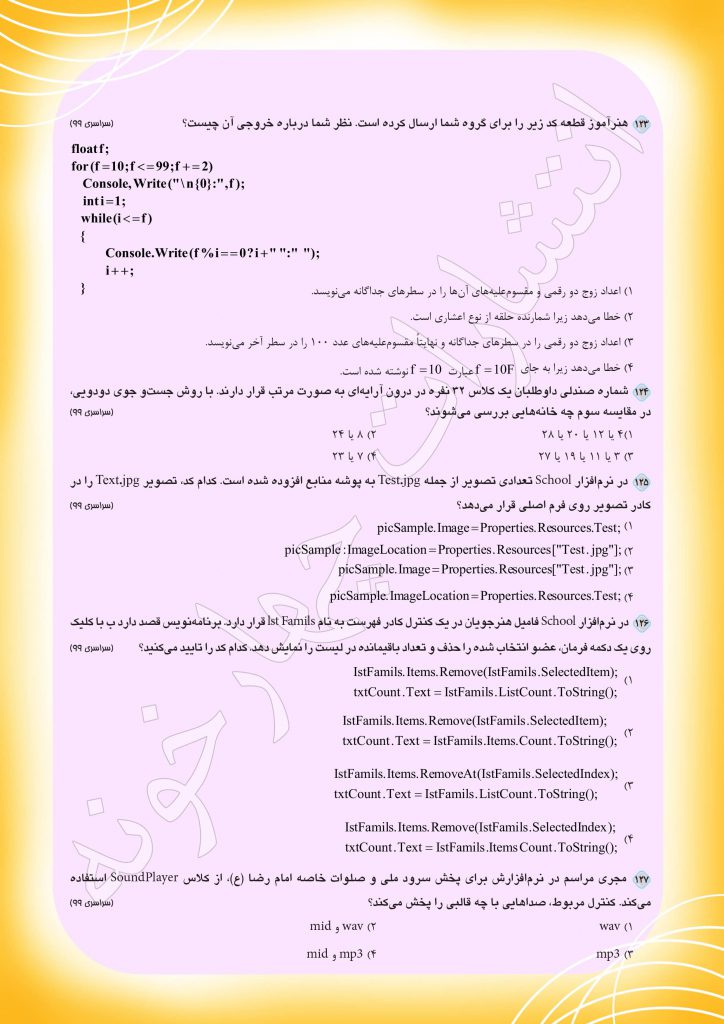 ۱۲۳ هنرآموز قطعه کد زیر را برای گروه شما ارسال کرده است. نظر شما درباره خروجی آن چیست؟ (سراسری ۹۹)
float f;
for (f =10; f <=99; f +=2)
Console, Write ("\n{0}:", f );
int i=1;
while(i <=f)
{
Console.Write(f %i==0?i+" ":" ");
i++;
}
۱) اعداد زوج دو رقمی و مقسوم‌علیه‌های آن‌ها را در سطرهای جداگانه می‌نویسد.
۲) خطا می‌دهد زیرا شمارنده حلقه از نوع اعشاری است.
۳) اعداد زوج دو رقمی را در سطرهای جداگانه و نهایتاً مقسوم‌علیه‌های عدد ۱۰۰ را در سطر آخر می‌نویسد.
۴) خطا می‌دهد زیرا به جای f =10F عبارت f =10 نوشته شده است.
۱۲۴ شماره صندلی داوطلبان یک کلاس ۳۲ نفره در درون آرایه‌ای به صورت مرتب قرار دارند. با روش جست‌و جوی دودویی، در مقایسه سوم چه خانه‌هایی بررسی می‌شوند؟ (سراسری ۹۹)
۱) ۴ یا ۱۲ یا ۲۰ یا ۲۸ ۲) ۸ یا ۲۴
۳) ۳ یا ۱۱ یا ۱۹ یا ۲۷ ۴) ۷ یا ۲۳
۱۲۵ در نرم‌افزار School تعدادی تصویر از جمله Test.jpg به پوشه منابع افزوده شده است. کدام کد، تصویر Text.jpg را در کادر تصویر روی فرم اصلی قرار می‌دهد؟ (سراسری ۹۹)
۱) picSample.Image=Properties.Resources.Test;
۲) picSample:ImageLocation=Properties.Resources["Test.jpg"];
۳) picSample.Image=Properties.Resources["Test.jpg"];
۴) picSample.ImageLocation=Properties.Resources.Test;
۱۲۶ در نرم‌افزار School فامیل هنرجویان در یک کنترل کادر فهرست به نام lst Famils قرار دارد. برنامه‌نویس قصد دارد ب با کلیک
روی یک دکمه فرمان، عضو انتخاب شده را حذف و تعداد باقیمانده در لیست را نمایش دهد، کدام کد را تایید می‌کنید؟ (سراسری ۹۹)
۱) IstFamils.Items.Remove(IstFamils.SelectedItem);
txtCount.Text = IstFamils.ListCount.ToString();
۲) IstFamils.Items.Remove(IstFamils.SelectedItem);
txtCount.Text = IstFamils.Items.Count.ToString();
۳) IstFamils.Items.RemoveAt(IstFamils.SelectedIndex);
txtCount.Text = IstFamils.ListCount.ToString();
۴) IstFamils.Items.Remove(IstFamils.SelectedIndex);
txtCount.Text = IstFamils.Items Count.ToString();
۱۲۷ مجری مراسم در نرم‌افزارش برای پخش سرود ملی و صلوات خاصه امام رضا (ع)، از کلاس SoundPlayer استفاده
می‌کند. کنترل مربوط، صداهایی با چه قالبی را پخش می‌کند؟ (سراسری ۹۹)
۱) wav ۲) wav و mid
۳) mp3 ۴) mp3 و mid
انتشارات چهارخونه